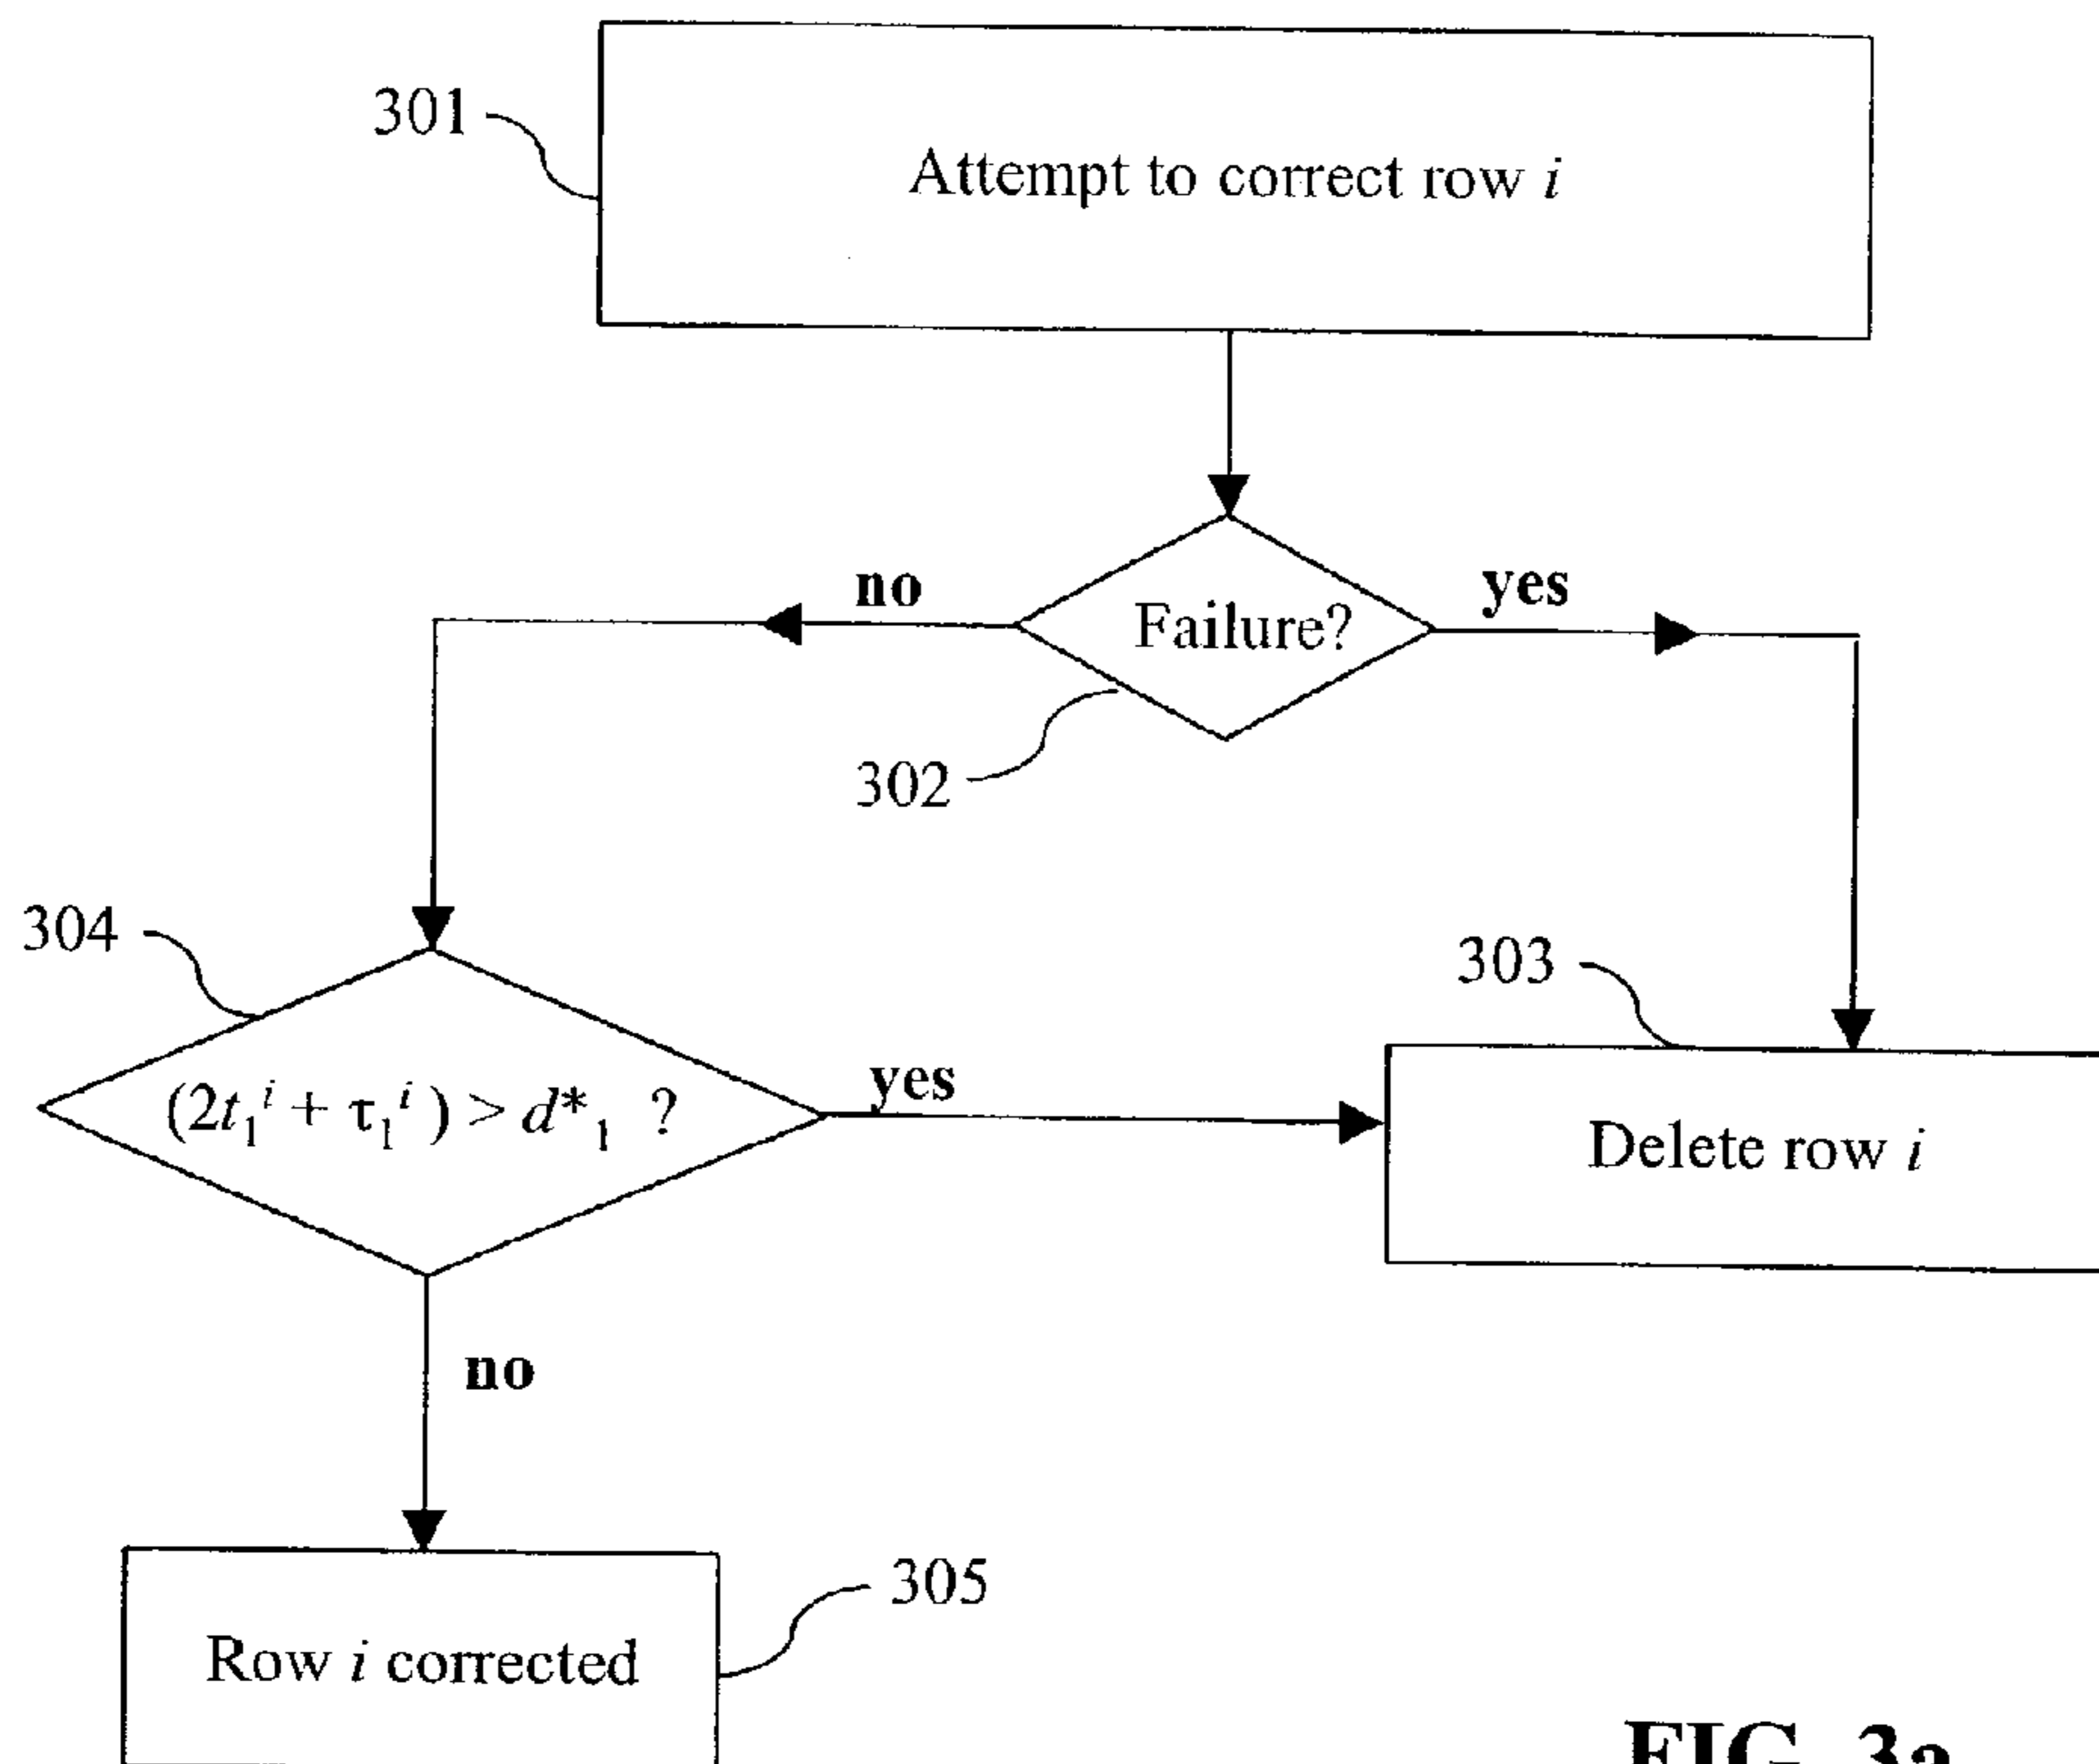 301
Attempt to correct row i
no
yes
Failure?
302
304
303
(2t₁ⁱ + τ₁ⁱ) > d*₁ ?
yes
Delete row i
no
305
Row i corrected
FIG. 3a